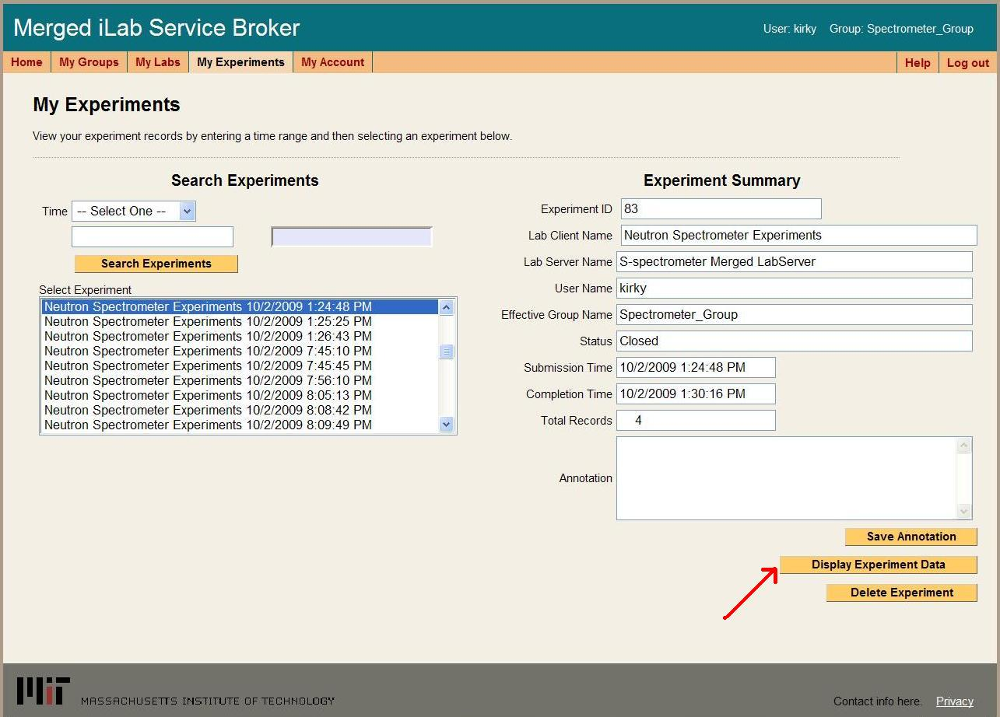 Merged iLab Service Broker
User: kirky Group: Spectrometer_Group
Home My Groups My Labs My Experiments My Account Help Log out
My Experiments
View your experiment records by entering a time range and then selecting an experiment below.
Search Experiments
Time -- Select One --
Search Experiments
Select Experiment
Neutron Spectrometer Experiments 10/2/2009 1:24:48 PM
Neutron Spectrometer Experiments 10/2/2009 1:25:25 PM
Neutron Spectrometer Experiments 10/2/2009 1:26:43 PM
Neutron Spectrometer Experiments 10/2/2009 7:45:10 PM
Neutron Spectrometer Experiments 10/2/2009 7:45:45 PM
Neutron Spectrometer Experiments 10/2/2009 7:56:10 PM
Neutron Spectrometer Experiments 10/2/2009 8:05:13 PM
Neutron Spectrometer Experiments 10/2/2009 8:08:42 PM
Neutron Spectrometer Experiments 10/2/2009 8:09:49 PM
Experiment Summary
Experiment ID 83
Lab Client Name Neutron Spectrometer Experiments
Lab Server Name S-spectrometer Merged LabServer
User Name kirky
Effective Group Name Spectrometer_Group
Status Closed
Submission Time 10/2/2009 1:24:48 PM
Completion Time 10/2/2009 1:30:16 PM
Total Records 4
Annotation
Save Annotation
Display Experiment Data
Delete Experiment
MIT MASSACHUSETTS INSTITUTE OF TECHNOLOGY
Contact info here. Privacy